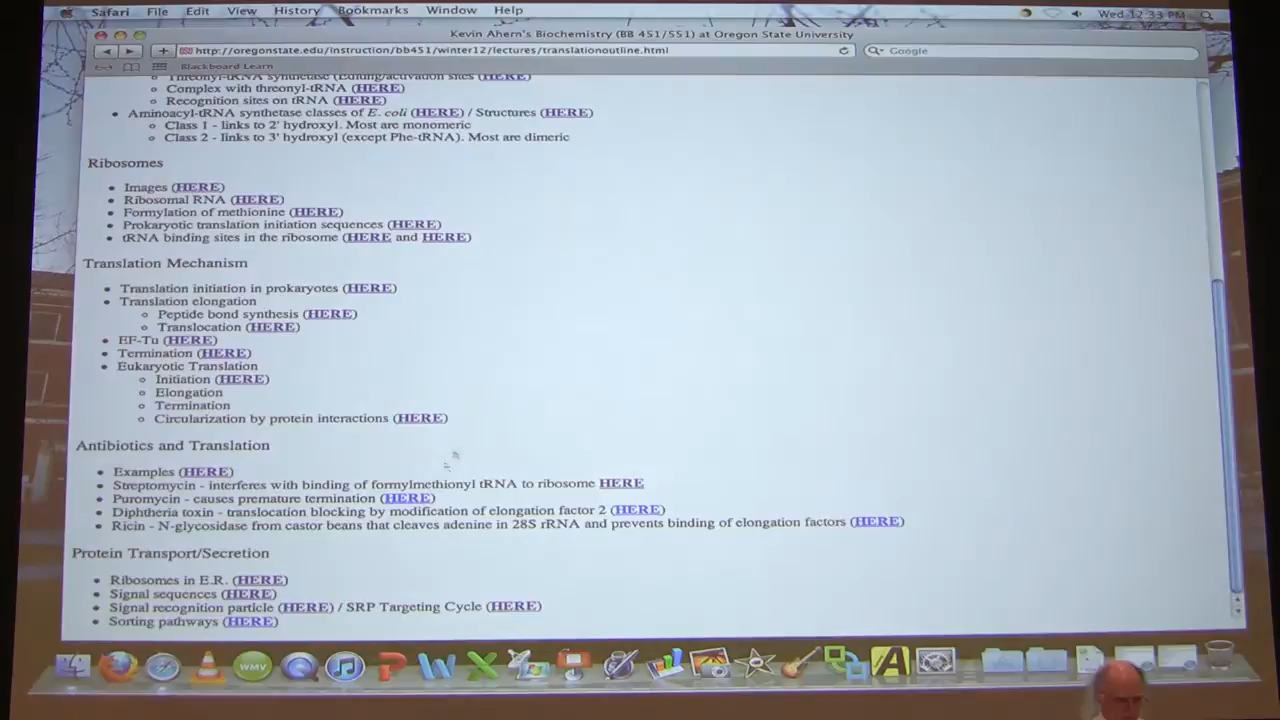 Safari File Edit View History Bookmarks Window Help Wed 12:33 PM
Kevin Ahern's Biochemistry (BB 451/551) at Oregon State University
http://oregonstate.edu/instruction/bb451/winter12/lectures/translationoutline.html Google
Blackboard Learn
Threonyl-tRNA synthetase (Editing/activation sites (HERE)
Complex with threonyl-tRNA (HERE)
Recognition sites on tRNA (HERE)
Aminoacyl-tRNA synthetase classes of E. coli (HERE) / Structures (HERE)
Class 1 - links to 2' hydroxyl. Most are monomeric
Class 2 - links to 3' hydroxyl (except Phe-tRNA). Most are dimeric
Ribosomes
Images (HERE)
Ribosomal RNA (HERE)
Formylation of methionine (HERE)
Prokaryotic translation initiation sequences (HERE)
tRNA binding sites in the ribosome (HERE and HERE)
Translation Mechanism
Translation initiation in prokaryotes (HERE)
Translation elongation
Peptide bond synthesis (HERE)
Translocation (HERE)
EF-Tu (HERE)
Termination (HERE)
Eukaryotic Translation
Initiation (HERE)
Elongation
Termination
Circularization by protein interactions (HERE)
Antibiotics and Translation
Examples (HERE)
Streptomycin - interferes with binding of formylmethionyl tRNA to ribosome HERE
Puromycin - causes premature termination (HERE)
Diphtheria toxin - translocation blocking by modification of elongation factor 2 (HERE)
Ricin - N-glycosidase from castor beans that cleaves adenine in 28S rRNA and prevents binding of elongation factors (HERE)
Protein Transport/Secretion
Ribosomes in E.R. (HERE)
Signal sequences (HERE)
Signal recognition particle (HERE) / SRP Targeting Cycle (HERE)
Sorting pathways (HERE)
WMV